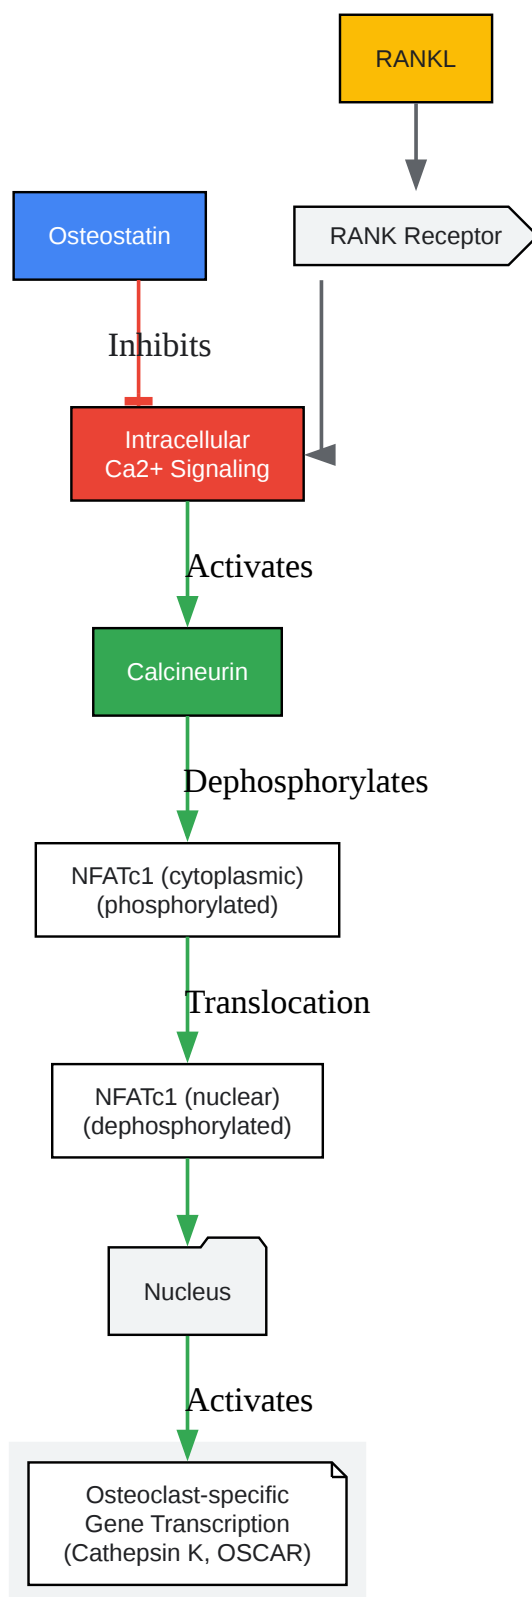 RANKL
Osteostatin
RANK Receptor
Inhibits
Intracellular
Ca2+ Signaling
Activates
Calcineurin
Dephosphorylates
NFATc1 (cytoplasmic)
(phosphorylated)
Translocation
NFATc1 (nuclear)
(dephosphorylated)
Nucleus
Activates
Osteoclast-specific
Gene Transcription
(Cathepsin K, OSCAR)